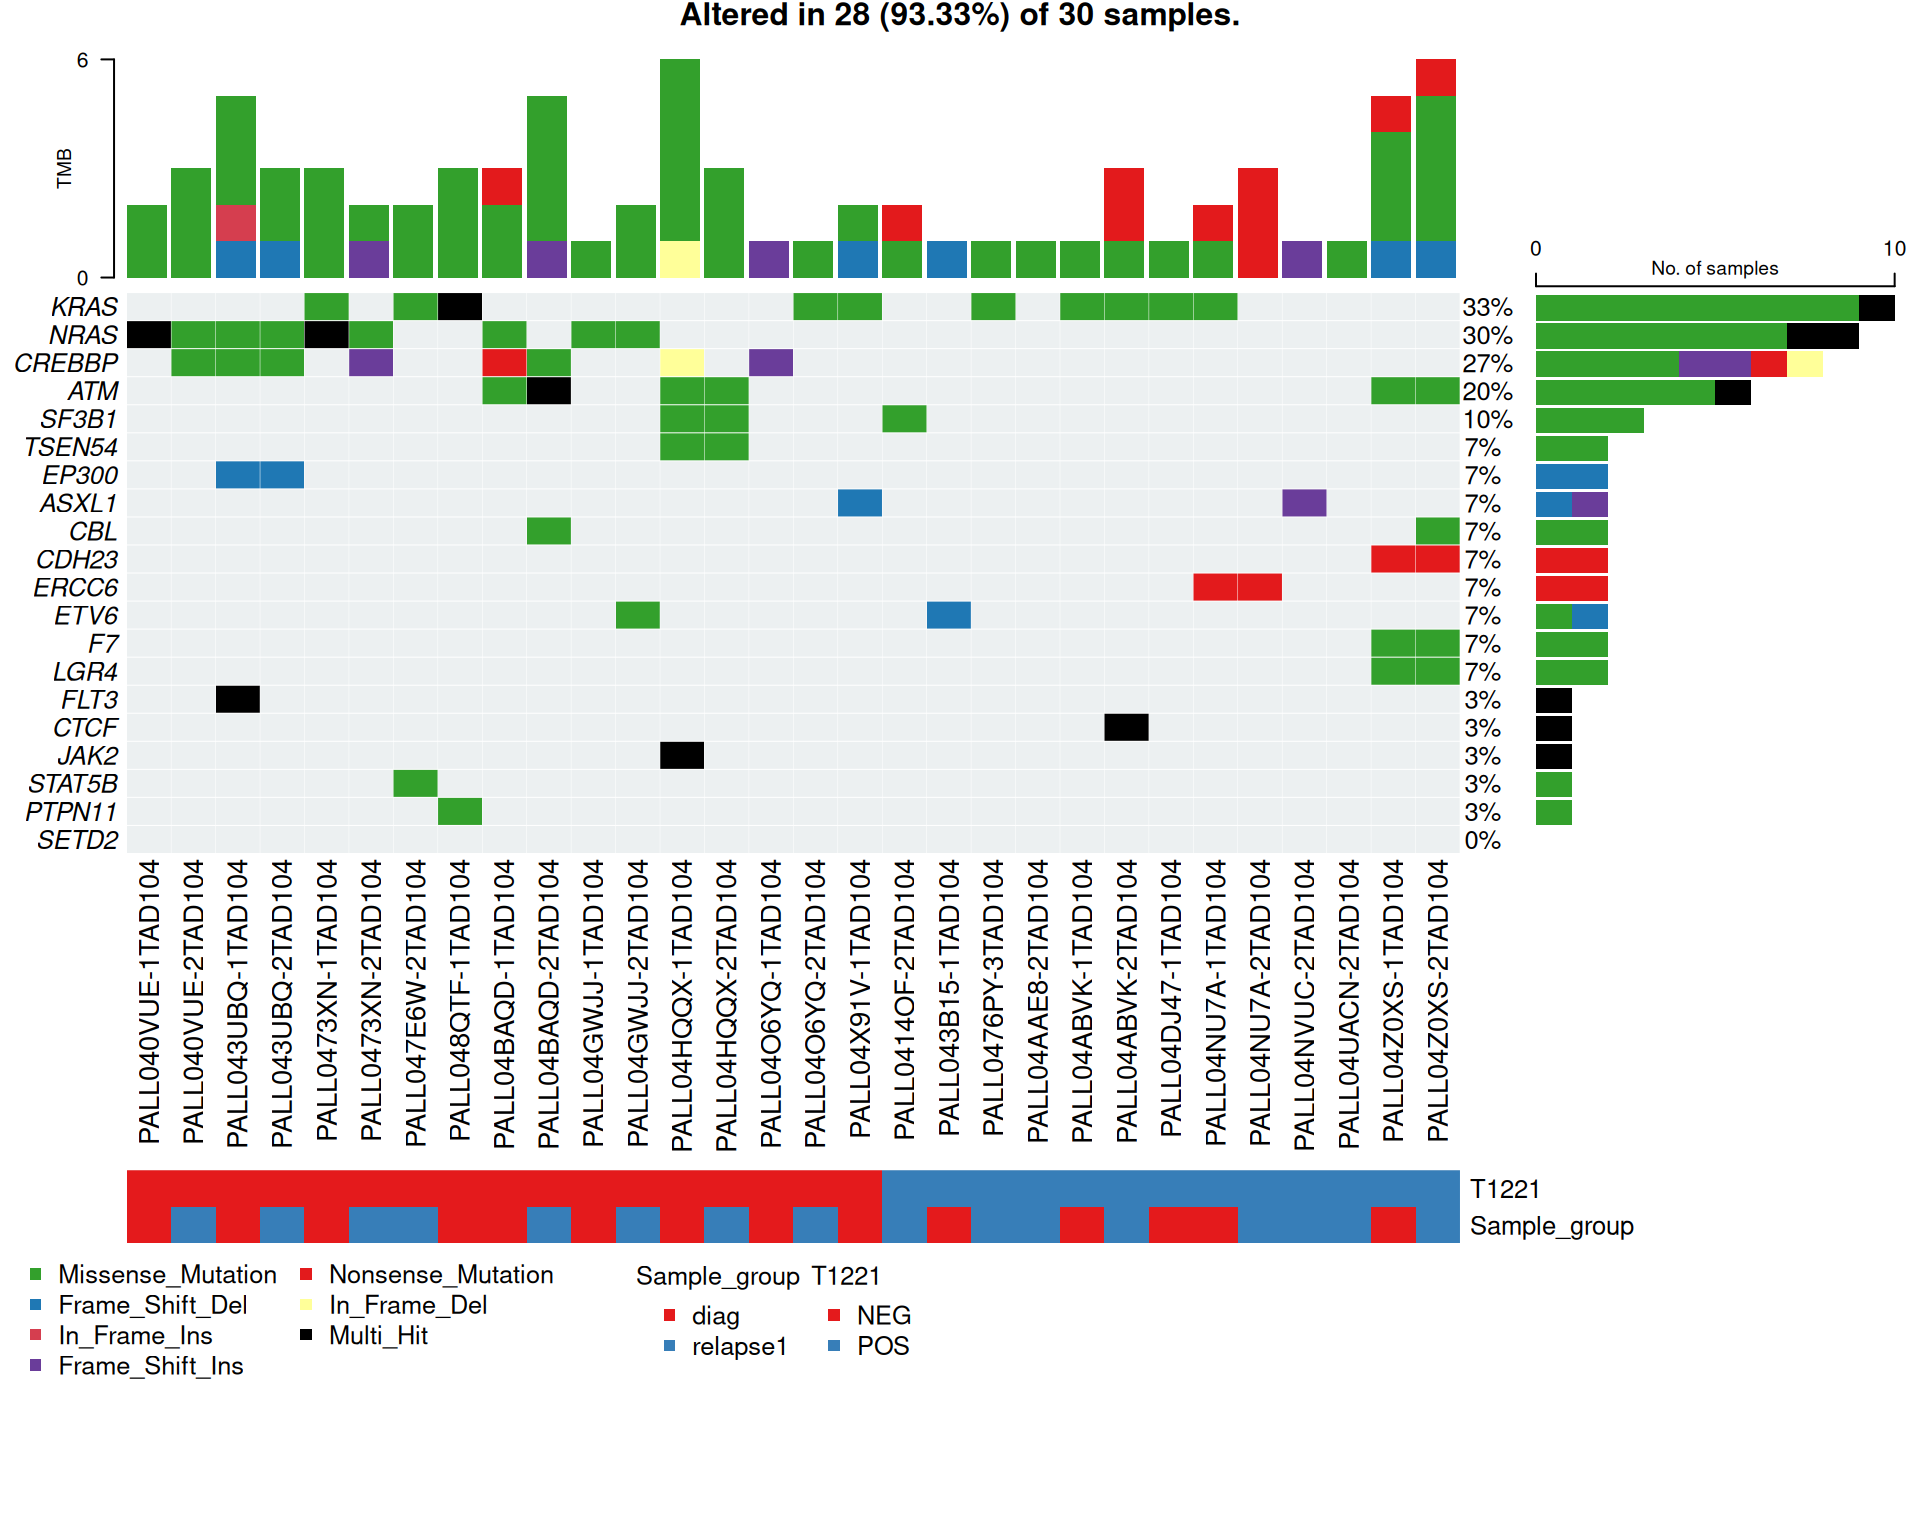 Altered in 28 (93.33%) of 30 samples.
6
TMB
0
0 10
No. of samples
KRAS 33%
NRAS 30%
CREBBP 27%
ATM 20%
SF3B1 10%
TSEN54 7%
EP300 7%
ASXL1 7%
CBL 7%
CDH23 7%
ERCC6 7%
ETV6 7%
F7 7%
LGR4 7%
FLT3 3%
CTCF 3%
JAK2 3%
STAT5B 3%
PTPN11 3%
SETD2 0%
PALL040VUE-1TAD104
PALL040VUE-2TAD104
PALL043UBQ-1TAD104
PALL043UBQ-2TAD104
PALL0473XN-1TAD104
PALL0473XN-2TAD104
PALL047E6W-2TAD104
PALL048QTF-1TAD104
PALL04BAQD-1TAD104
PALL04BAQD-2TAD104
PALL04GWJJ-1TAD104
PALL04GWJJ-2TAD104
PALL04HQQX-1TAD104
PALL04HQQX-2TAD104
PALL04O6YQ-1TAD104
PALL04O6YQ-2TAD104
PALL04X91V-1TAD104
PALL0414OF-2TAD104
PALL043B15-1TAD104
PALL0476PY-3TAD104
PALL04AAE8-2TAD104
PALL04ABVK-1TAD104
PALL04ABVK-2TAD104
PALL04DJ47-1TAD104
PALL04NU7A-1TAD104
PALL04NU7A-2TAD104
PALL04NVUC-2TAD104
PALL04UACN-2TAD104
PALL04Z0XS-1TAD104
PALL04Z0XS-2TAD104
T1221
Sample_group
Missense_Mutation
Frame_Shift_Del
In_Frame_Ins
Frame_Shift_Ins
Nonsense_Mutation
In_Frame_Del
Multi_Hit
Sample_group
diag
relapse1
T1221
NEG
POS